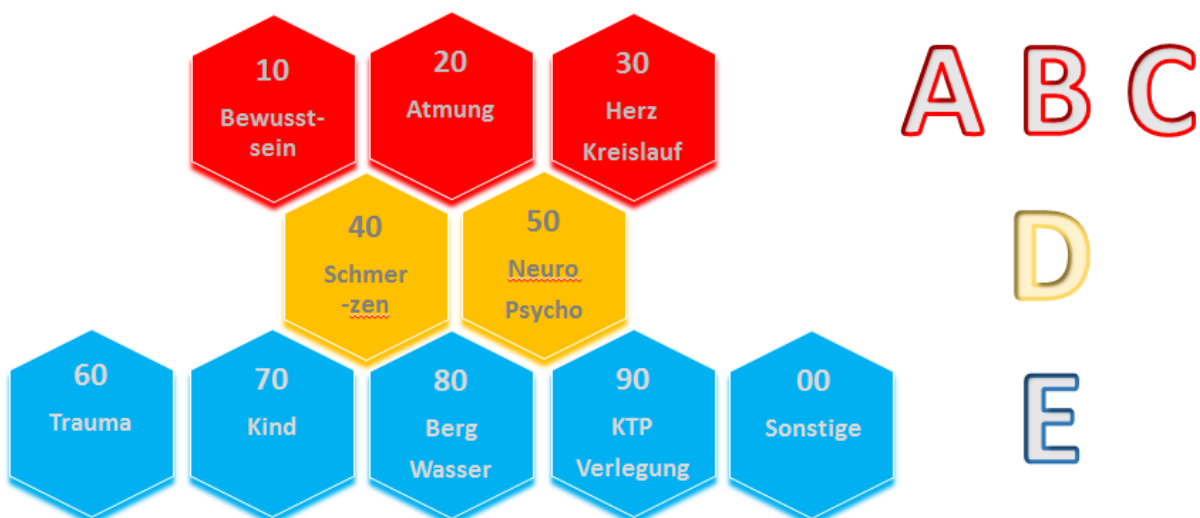 10
Bewusst-
sein
20
Atmung
30
Herz
Kreislauf
A B C
40
Schmer
-zen
50
Neuro
Psycho
D
60
Trauma
70
Kind
80
Berg
Wasser
90
KTP
Verlegung
00
Sonstige
E